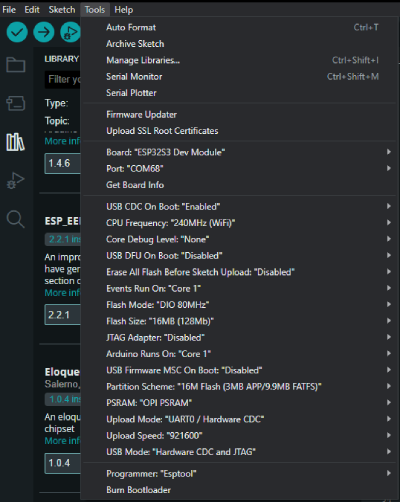 File Edit Sketch Tools Help
LIBRARY
Filter yo
Type:
Topic:
More info
1.4.6
ESP_EE
2.2.1 ins
An impro
have gen
section o
More info
2.2.1
Eloque
Salerno,
1.0.4 ins
An eloqu
chipset
More info
1.0.4
Auto Format Ctrl+T
Archive Sketch
Manage Libraries... Ctrl+Shift+I
Serial Monitor Ctrl+Shift+M
Serial Plotter
Firmware Updater
Upload SSL Root Certificates
Board: "ESP32S3 Dev Module"
Port: "COM68"
Get Board Info
USB CDC On Boot: "Enabled"
CPU Frequency: "240MHz (WiFi)"
Core Debug Level: "None"
USB DFU On Boot: "Disabled"
Erase All Flash Before Sketch Upload: "Disabled"
Events Run On: "Core 1"
Flash Mode: "DIO 80MHz"
Flash Size: "16MB (128Mb)"
JTAG Adapter: "Disabled"
Arduino Runs On: "Core 1"
USB Firmware MSC On Boot: "Disabled"
Partition Scheme: "16M Flash (3MB APP/9.9MB FATFS)"
PSRAM: "OPI PSRAM"
Upload Mode: "UART0 / Hardware CDC"
Upload Speed: "921600"
USB Mode: "Hardware CDC and JTAG"
Programmer: "Esptool"
Burn Bootloader